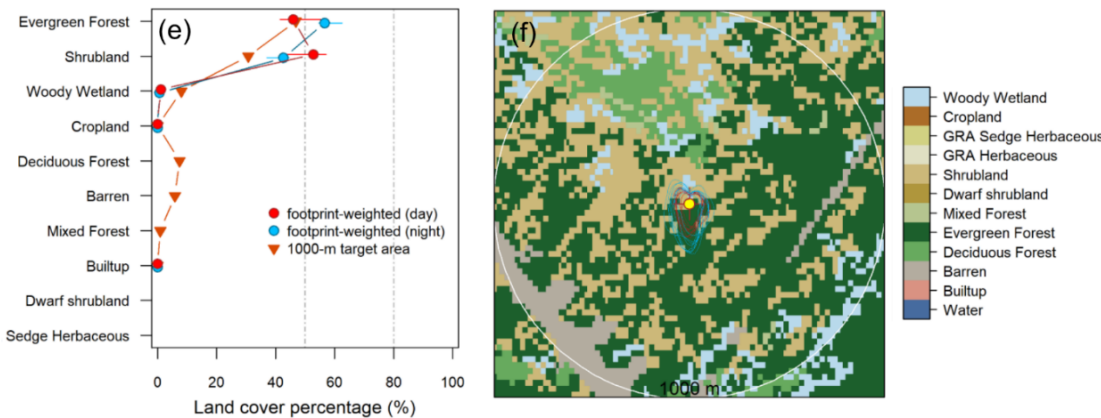 (e)
Evergreen Forest
Shrubland
Woody Wetland
Cropland
Deciduous Forest
Barren
Mixed Forest
Builtup
Dwarf shrubland
Sedge Herbaceous
footprint-weighted (day)
footprint-weighted (night)
1000-m target area
0 20 40 60 80 100
Land cover percentage (%)
(f)
1000 m
Woody Wetland
Cropland
GRA Sedge Herbaceous
GRA Herbaceous
Shrubland
Dwarf shrubland
Mixed Forest
Evergreen Forest
Deciduous Forest
Barren
Builtup
Water